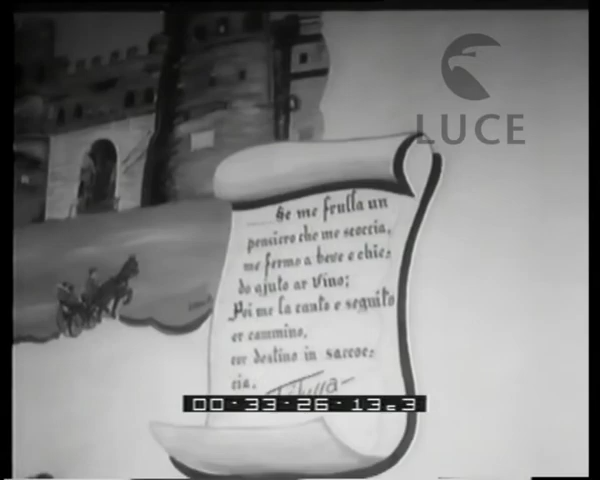 LUCE
Se me frulla un
pensiero che me scoccia,
me fermo a beve e chie:
do ajuto ar Vino;
Poi me la canto e seguito
er cammino,
cor destino in saccoc:
cia.
00·33·26·13